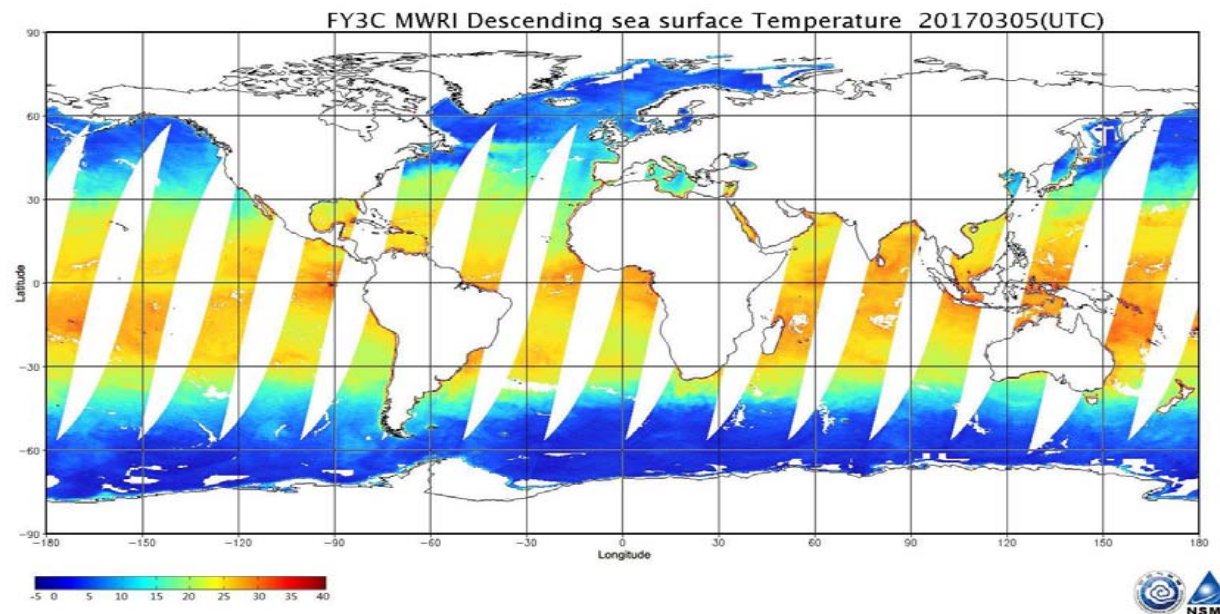 FY3C MWRI Descending sea surface Temperature 20170305(UTC)
90
60
30
0
−30
−60
−90
Latitude
−180 −150 −120 −90 −60 −30 0 30 60 90 120 150 180
Longitude
-5 0 5 10 15 20 25 30 35 40
NSM